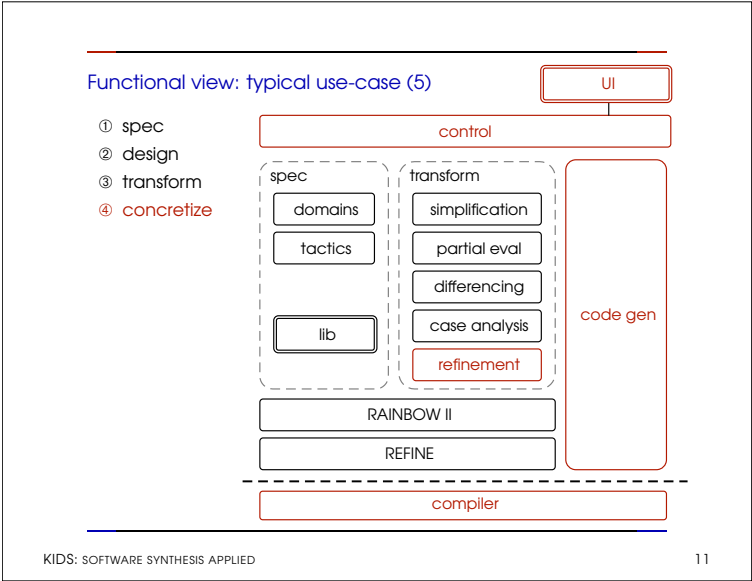 Functional view: typical use-case (5)
UI
① spec
② design
③ transform
④ concretize
control
spec
domains
tactics
lib
transform
simplification
partial eval
differencing
case analysis
refinement
code gen
RAINBOW II
REFINE
compiler
KIDS: SOFTWARE SYNTHESIS APPLIED
11